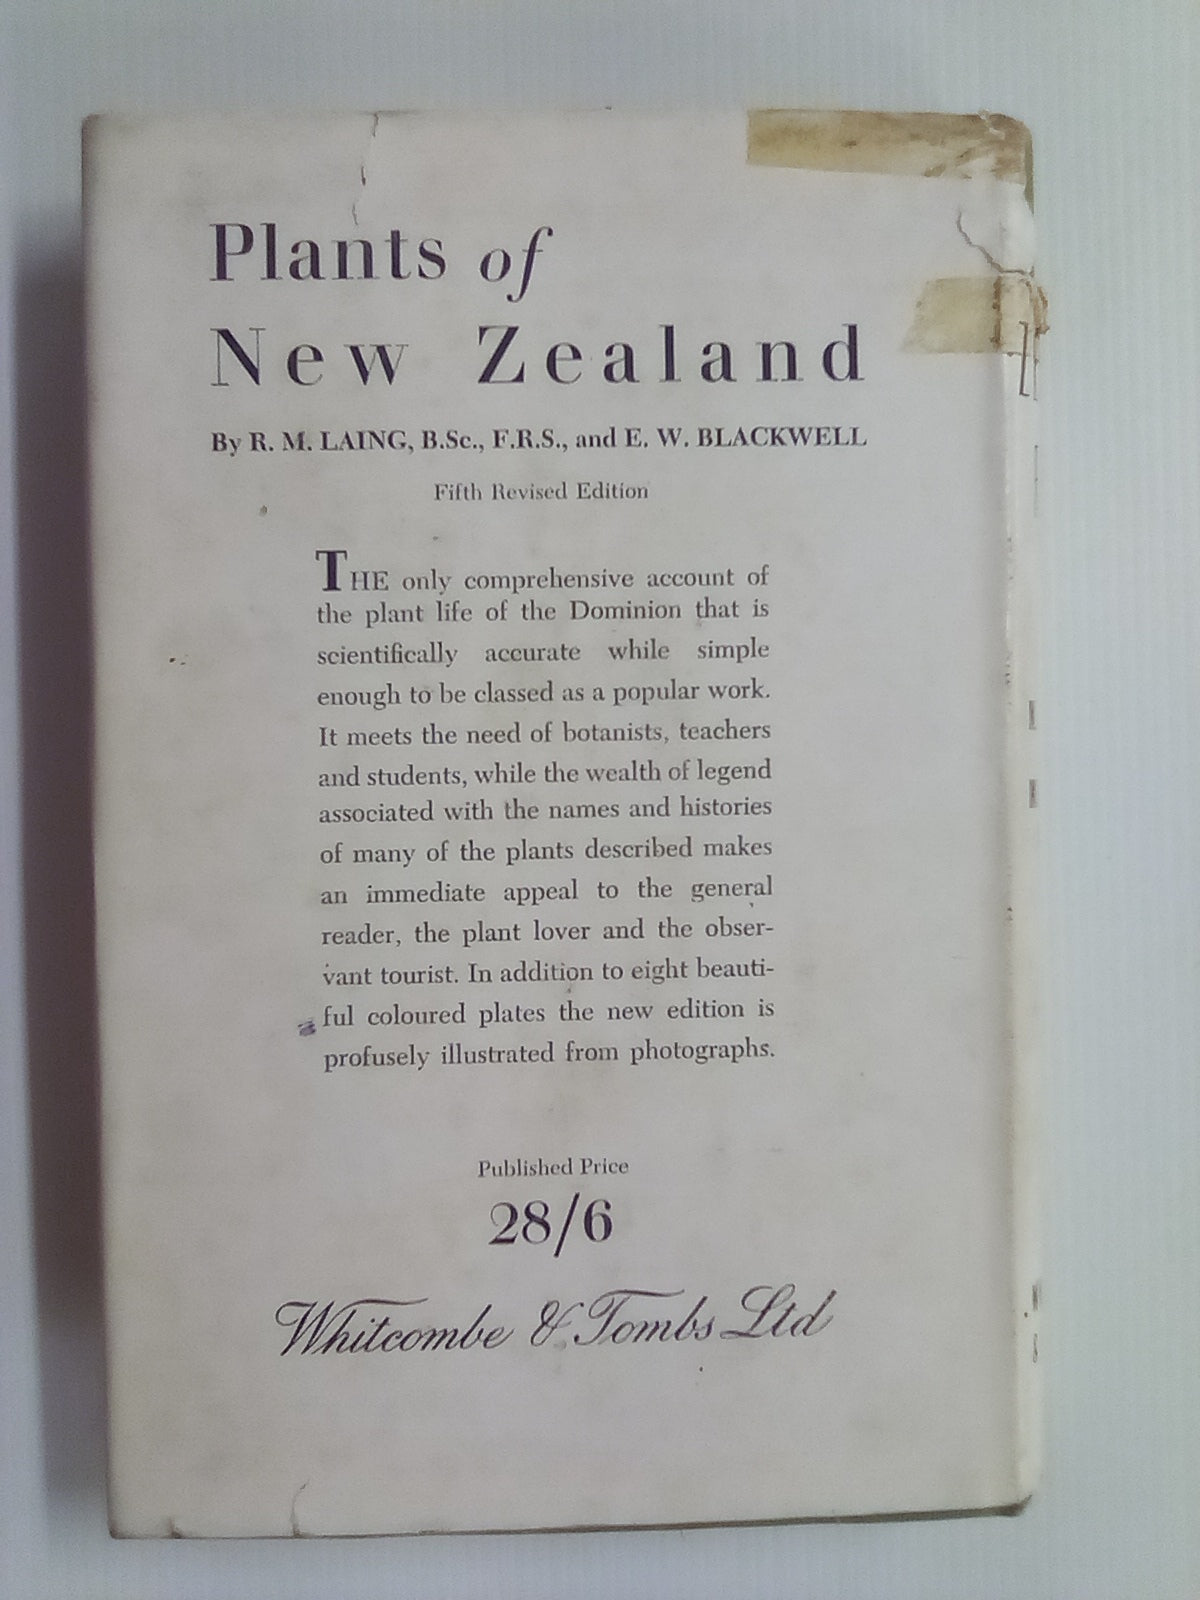 Plants of
New Zealand
By R. M. LAING, B.Sc., F.R.S., and E. W. BLACKWELL
Fifth Revised Edition
THE only comprehensive account of
the plant life of the Dominion that is
scientifically accurate while simple
enough to be classed as a popular work.
It meets the need of botanists, teachers
and students, while the wealth of legend
associated with the names and histories
of many of the plants described makes
an immediate appeal to the general
reader, the plant lover and the obser-
vant tourist. In addition to eight beauti-
ful coloured plates the new edition is
profusely illustrated from photographs.
Published Price
28/6
Whitcombe & Tombs Ltd